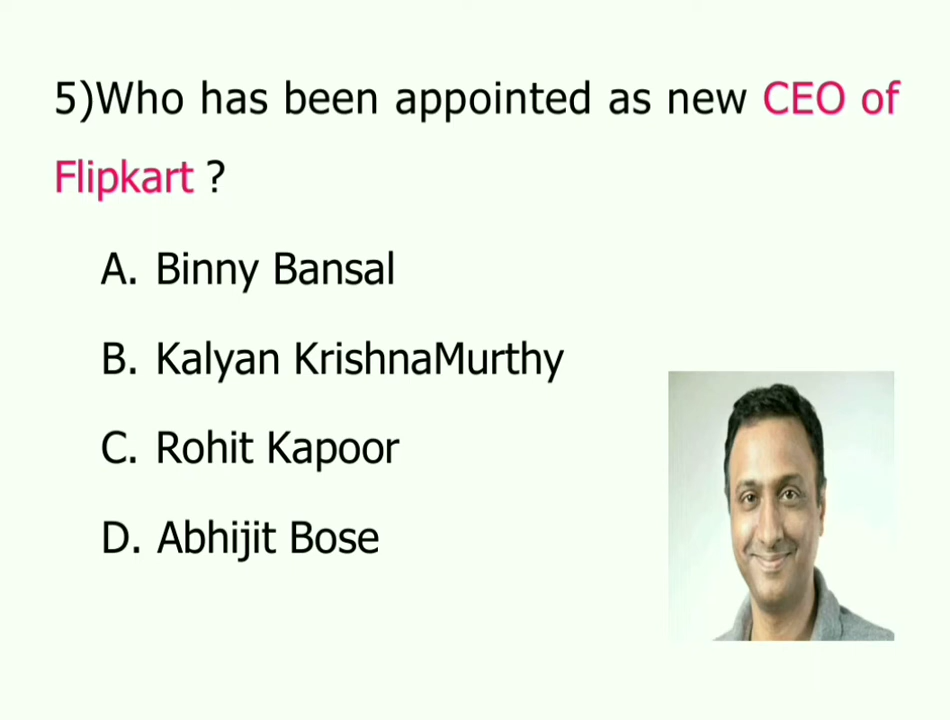 5)Who has been appointed as new CEO of
Flipkart ?
A. Binny Bansal
B. Kalyan KrishnaMurthy
C. Rohit Kapoor
D. Abhijit Bose